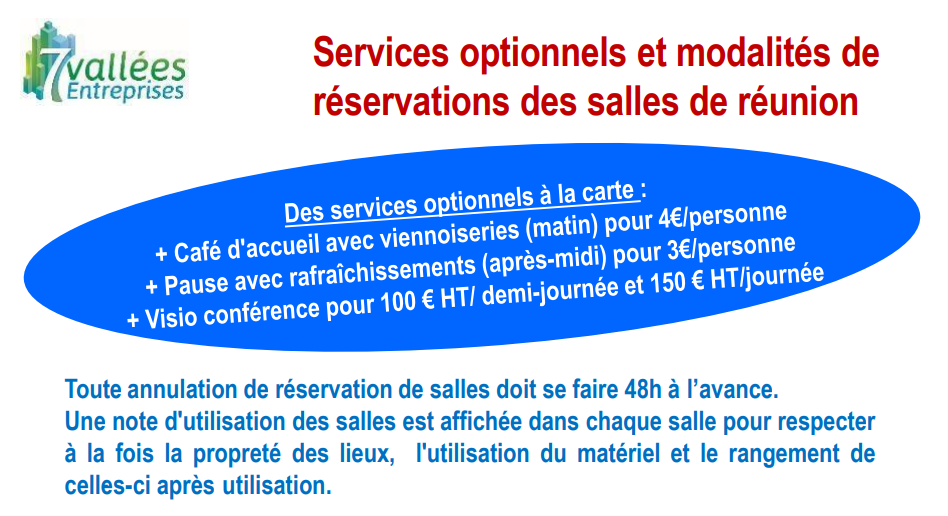 7vallées
Entreprises
Services optionnels et modalités de
réservations des salles de réunion
Des services optionnels à la carte :
+ Café d'accueil avec viennoiseries (matin) pour 4€/personne
+ Pause avec rafraîchissements (après-midi) pour 3€/personne
+ Visio conférence pour 100 € HT/ demi-journée et 150 € HT/journée
Toute annulation de réservation de salles doit se faire 48h à l’avance.
Une note d'utilisation des salles est affichée dans chaque salle pour respecter
à la fois la propreté des lieux, l'utilisation du matériel et le rangement de
celles-ci après utilisation.